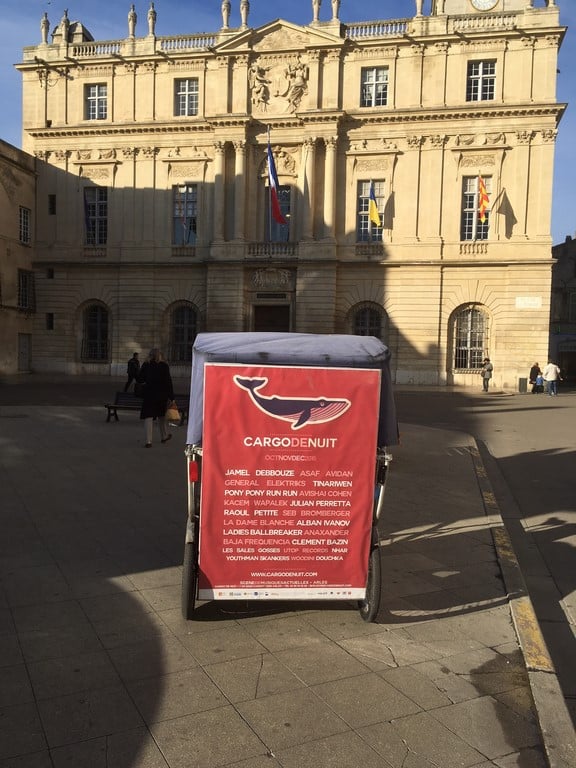 CARGODENUIT
OCTNOVDEC2015
JAMEL DEBBOUZE ASAF AVIDAN
GENERAL ELEKTRIKS TINARIWEN
PONY PONY RUN RUN AVISHAI COHEN
KACEM WAPALEK JULIAN PERRETTA
RAOUL PETITE SEB BROMBERGER
LA DAME BLANCHE ALBAN IVANOV
LADIES BALLBREAKER ANAXANDER
BAJA FREQUENCIA CLÉMENT BAZIN
LES SALES GOSSES UTOP RECORDS NHAR
YOUTHMAN SKANKERS WOODINI DOUCHKA
WWW.CARGODENUIT.COM
SCENEDEMUSIQUESACTUELLES - ARLES